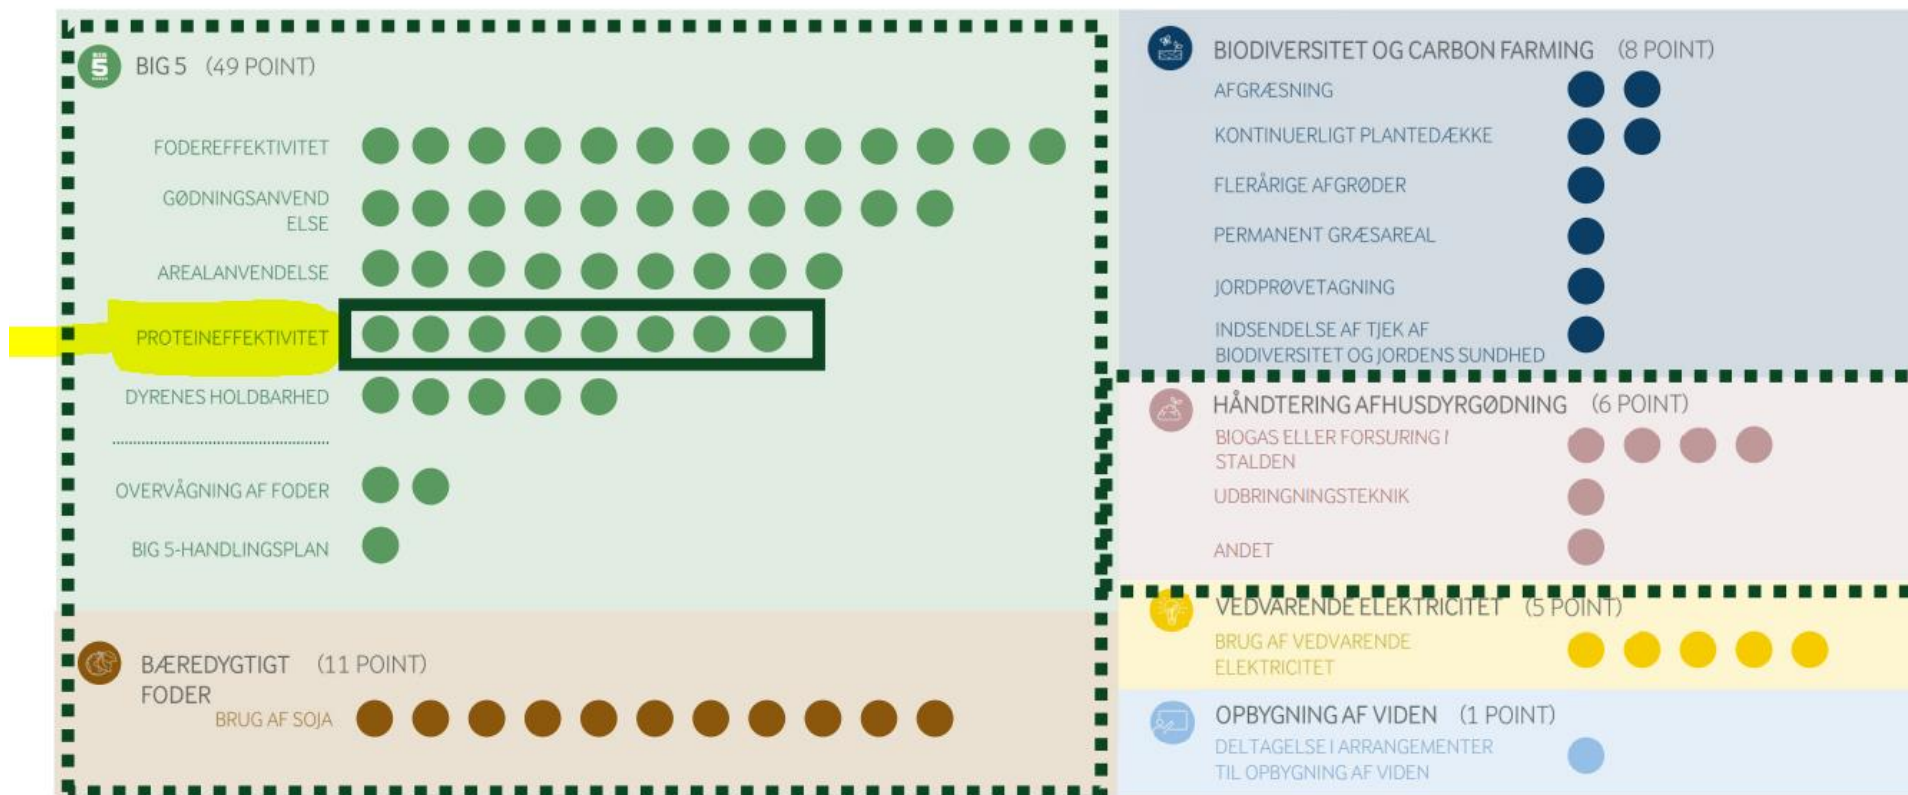 BIG
5
BIG 5 (49 POINT)
FODEREFFEKTIVITET
GØDNINGSANVEND
ELSE
AREALANVENDELSE
PROTEINEFFEKTIVITET
DYRENES HOLDBARHED
OVERVÅGNING AF FODER
BIG 5-HANDLINGSPLAN
BÆREDYGTIGT (11 POINT)
FODER
BRUG AF SOJA
BIODIVERSITET OG CARBON FARMING (8 POINT)
AFGRÆSNING
KONTINUERLIGT PLANTEDÆKKE
FLERÅRIGE AFGRØDER
PERMANENT GRÆSAREAL
JORDPRØVETAGNING
INDSENDELSE AF TJEK AF
BIODIVERSITET OG JORDENS SUNDHED
HÅNDTERING AFHUSDYRGØDNING (6 POINT)
BIOGAS ELLER FORSURING I
STALDEN
UDBRINGNINGSTEKNIK
ANDET
VEDVARENDE ELEKTRICITET (5 POINT)
BRUG AF VEDVARENDE
ELEKTRICITET
OPBYGNING AF VIDEN (1 POINT)
DELTAGELSE I ARRANGEMENTER
TIL OPBYGNING AF VIDEN